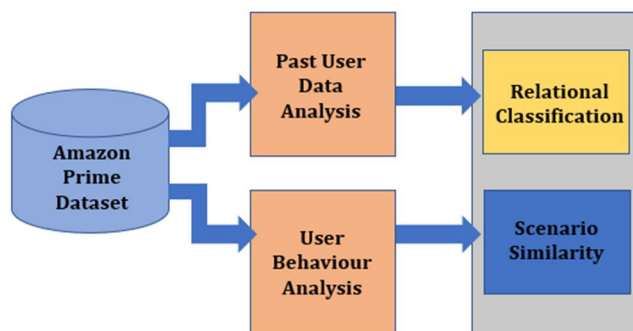 Amazon
Prime
Dataset
Past User
Data
Analysis
Relational
Classification
User
Behaviour
Analysis
Scenario
Similarity